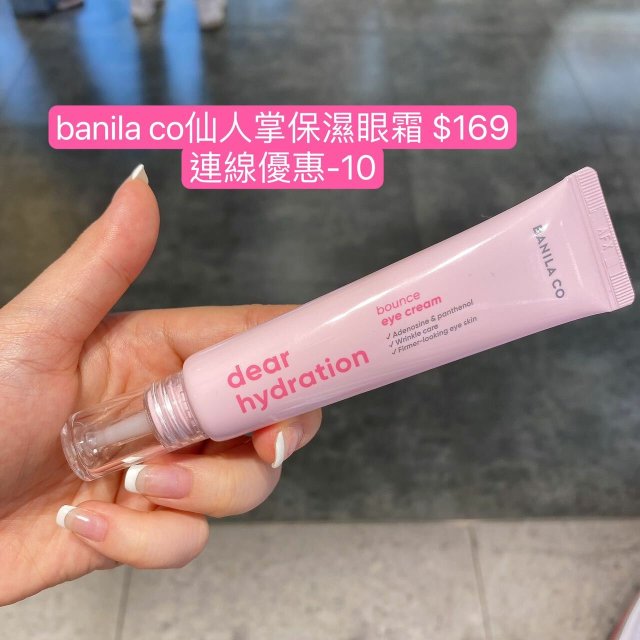 banila co仙人掌保濕眼霜 $169
連線優惠-10
BANILA CO
bounce
eye cream
✓ Adenosine & panthenol
✓ Wrinkle care
✓ Firmer-looking eye skin
dear
hydration